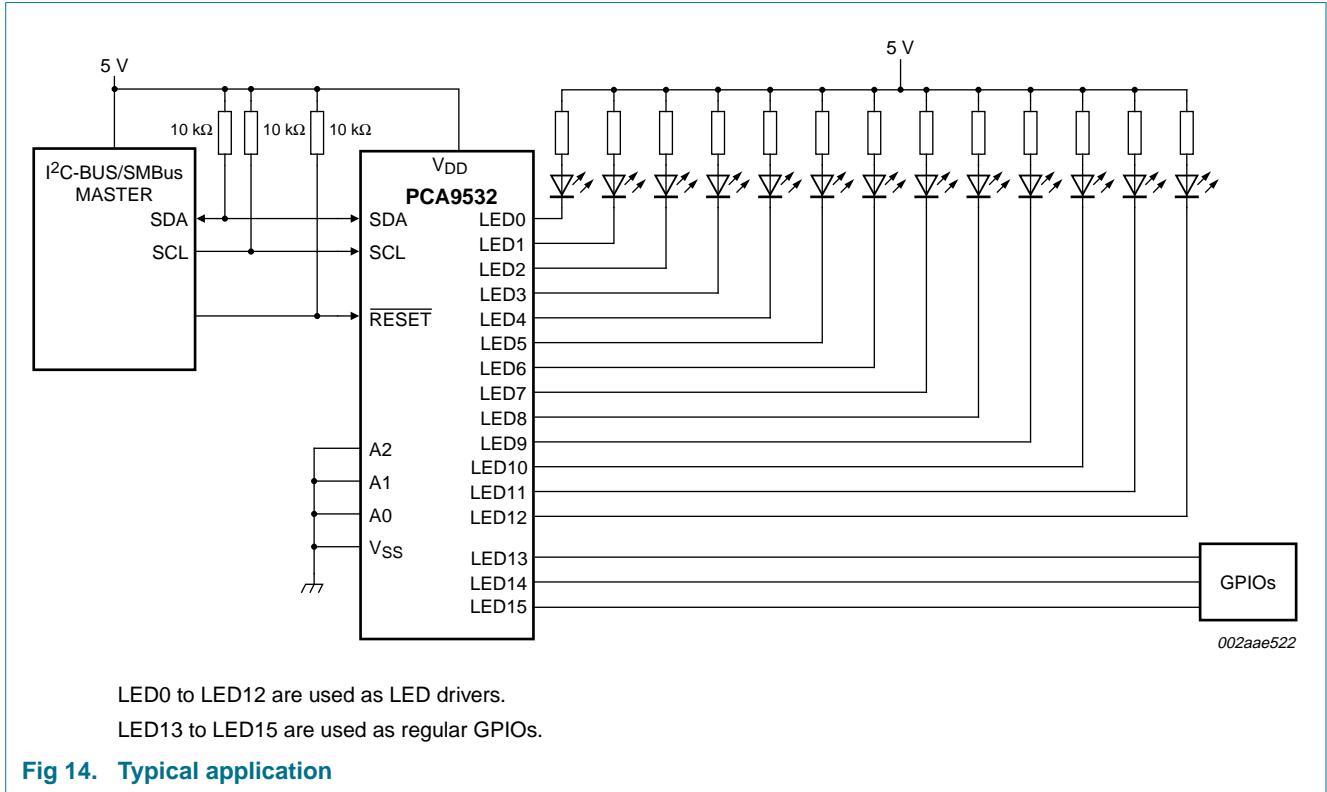 5 V
5 V
10 kΩ
10 kΩ
10 kΩ
I2C-BUS/SMBus
MASTER
SDA
SCL
VDD
PCA9532
SDA
SCL
RESET
A2
A1
A0
VSS
LED0
LED1
LED2
LED3
LED4
LED5
LED6
LED7
LED8
LED9
LED10
LED11
LED12
LED13
LED14
LED15
GPIOs
002aae522
LED0 to LED12 are used as LED drivers.
LED13 to LED15 are used as regular GPIOs.
Fig 14. Typical application